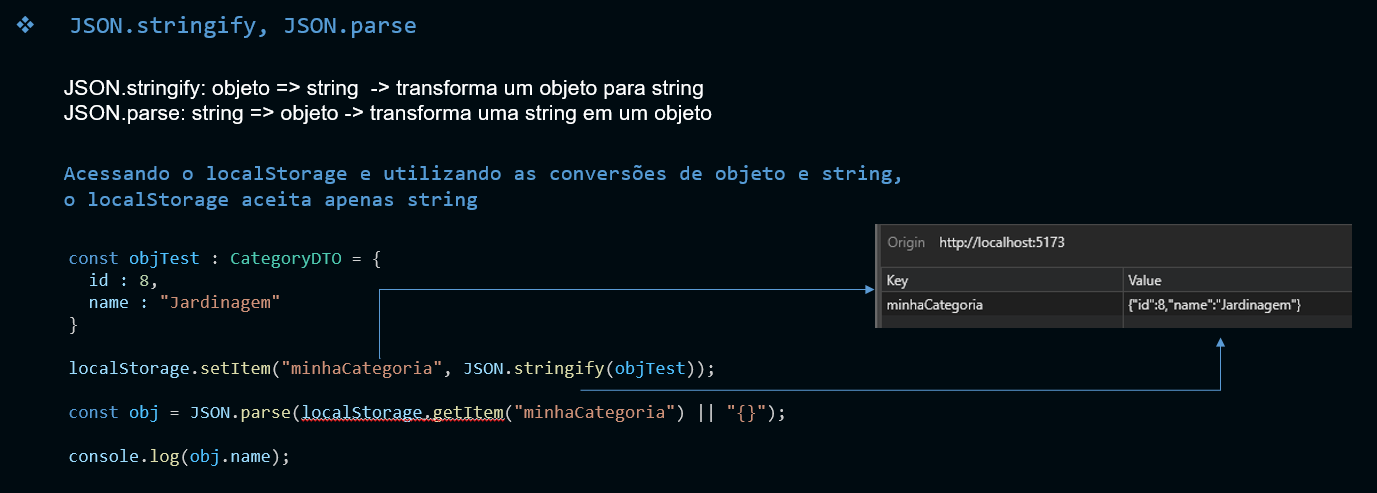 ❖ JSON.stringify, JSON.parse
JSON.stringify: objeto => string -> transforma um objeto para string
JSON.parse: string => objeto -> transforma uma string em um objeto
Acessando o localStorage e utilizando as conversões de objeto e string,
o localStorage aceita apenas string
const objTest : CategoryDTO = {
id : 8,
name : "Jardinagem"
}
localStorage.setItem("minhaCategoria", JSON.stringify(objTest));
const obj = JSON.parse(localStorage.getItem("minhaCategoria") || "{}");
console.log(obj.name);
Origin http://localhost:5173
Key Value
minhaCategoria {"id":8,"name":"Jardinagem"}